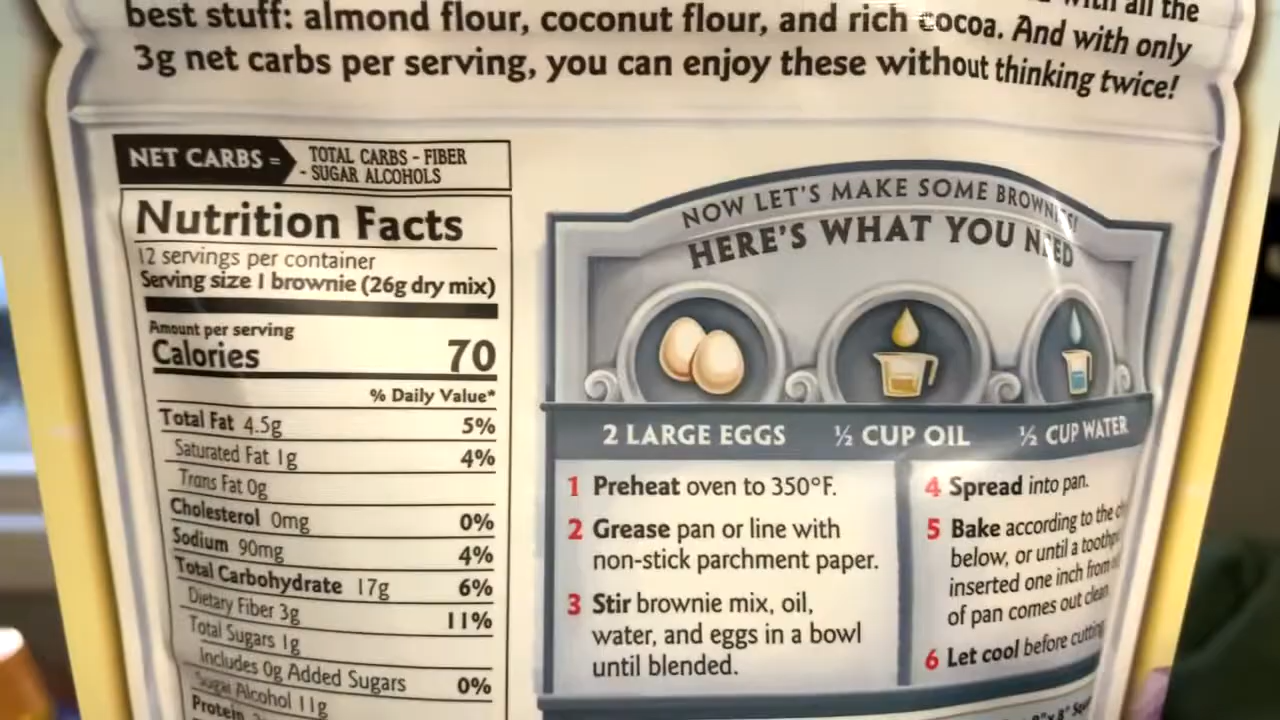 with all the
best stuff: almond flour, coconut flour, and rich cocoa. And with only
3g net carbs per serving, you can enjoy these without thinking twice!
NET CARBS = TOTAL CARBS - FIBER
- SUGAR ALCOHOLS
Nutrition Facts
12 servings per container
Serving size 1 brownie (26g dry mix)
Amount per serving
Calories 70
% Daily Value*
Total Fat 4.5g 5%
Saturated Fat 1g 4%
Trans Fat 0g
Cholesterol 0mg 0%
Sodium 90mg 4%
Total Carbohydrate 17g 6%
Dietary Fiber 3g 11%
Total Sugars 1g
Includes 0g Added Sugars 0%
Sugar Alcohol 11g
Protein
NOW LET'S MAKE SOME BROWNIES!
HERE'S WHAT YOU NEED
2 LARGE EGGS ½ CUP OIL ½ CUP WATER
1 Preheat oven to 350°F.
2 Grease pan or line with
non-stick parchment paper.
3 Stir brownie mix, oil,
water, and eggs in a bowl
until blended.
4 Spread into pan.
5 Bake according to the
below, or until a
inserted one inch from
of pan comes out clean.
6 Let cool before cutting